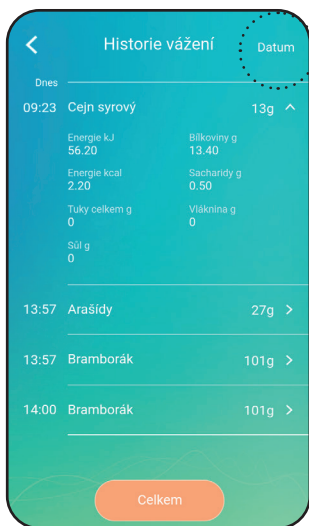 Historie vážení Datum
Dnes
09:23 Cejn syrový 13g
Energie kJ Bílkoviny g
56.20 13.40
Energie kcal Sacharidy g
2.20 0.50
Tuky celkem g Vláknina g
0 0
Sůl g
0
13:57 Arašídy 27g
13:57 Bramborák 101g
14:00 Bramborák 101g
Celkem